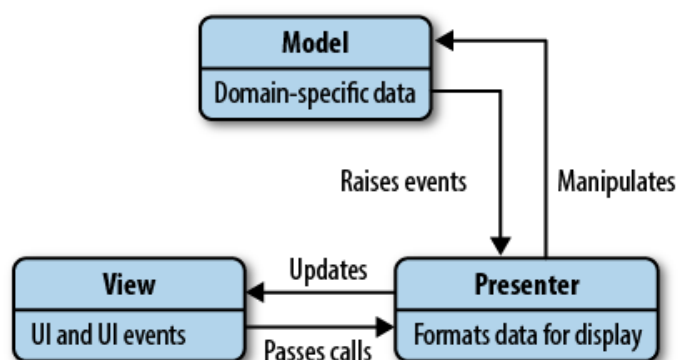 Model
Domain-specific data
Raises events
Manipulates
Updates
View
Presenter
UI and UI events
Formats data for display
Passes calls